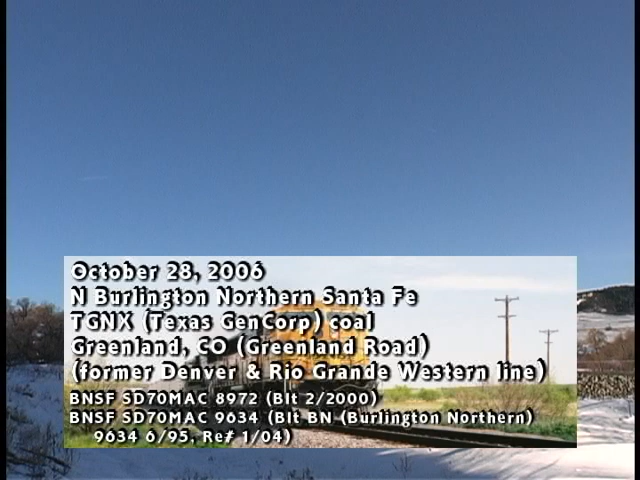 October 28, 2006
N Burlington Northern Santa Fe
TGNX (Texas GenCorp) coal
Greenland, CO (Greenland Road)
(former Denver & Rio Grande Western line)
BNSF SD70MAC 8972 (Blt 2/2000)
BNSF SD70MAC 9634 (Blt BN (Burlington Northern)
9634 6/95, Re# 1/04)